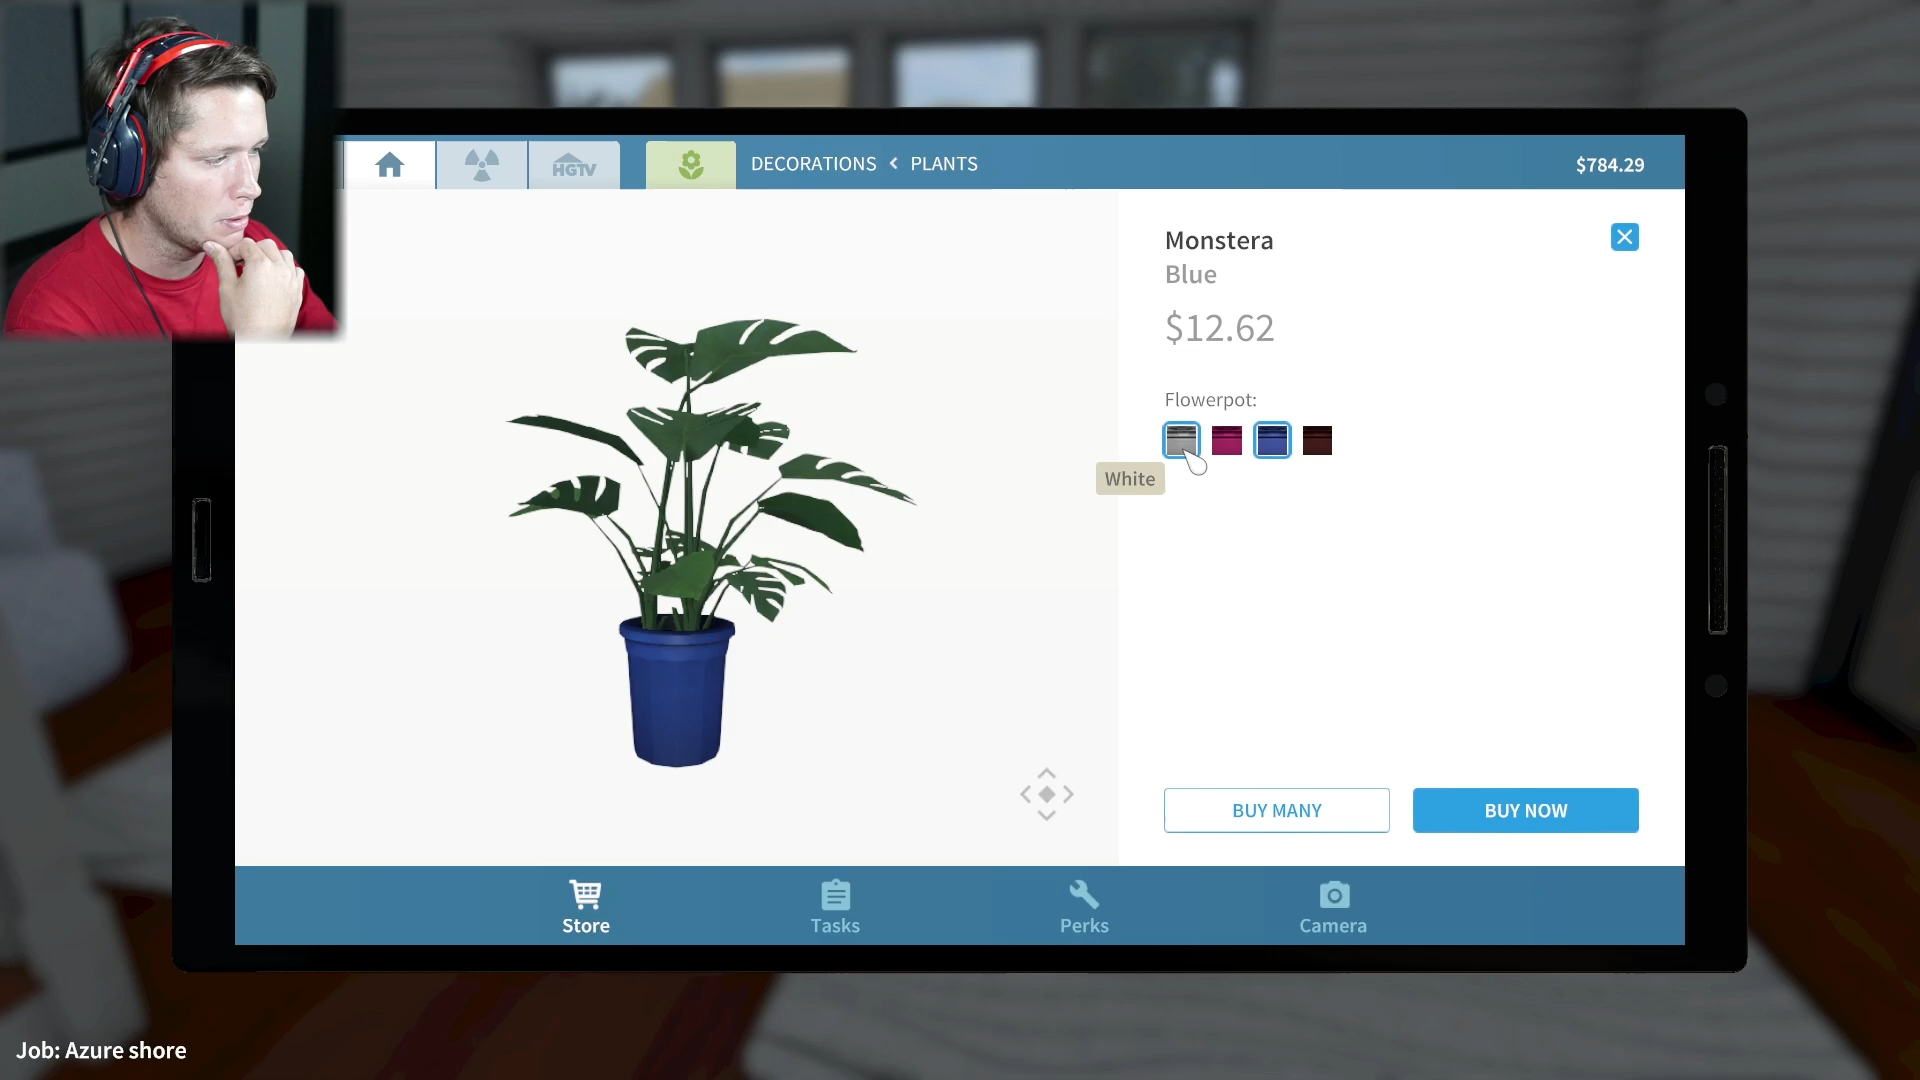 HGTV
DECORATIONS < PLANTS
$784.29
Monstera
Blue
$12.62
Flowerpot:
White
BUY MANY
BUY NOW
Store
Tasks
Perks
Camera
Job: Azure shore